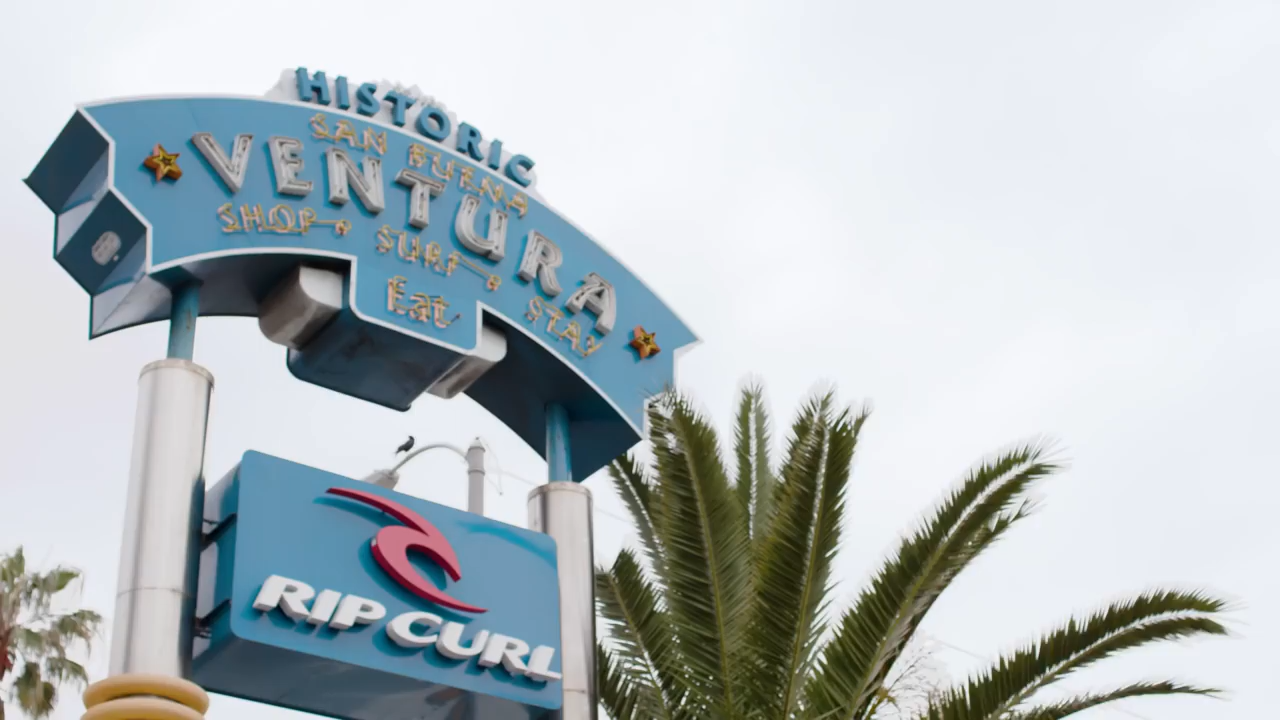 HISTORIC
SAN BUENA
VENTURA
SHOP SURF STAY
Eat
RIP CURL